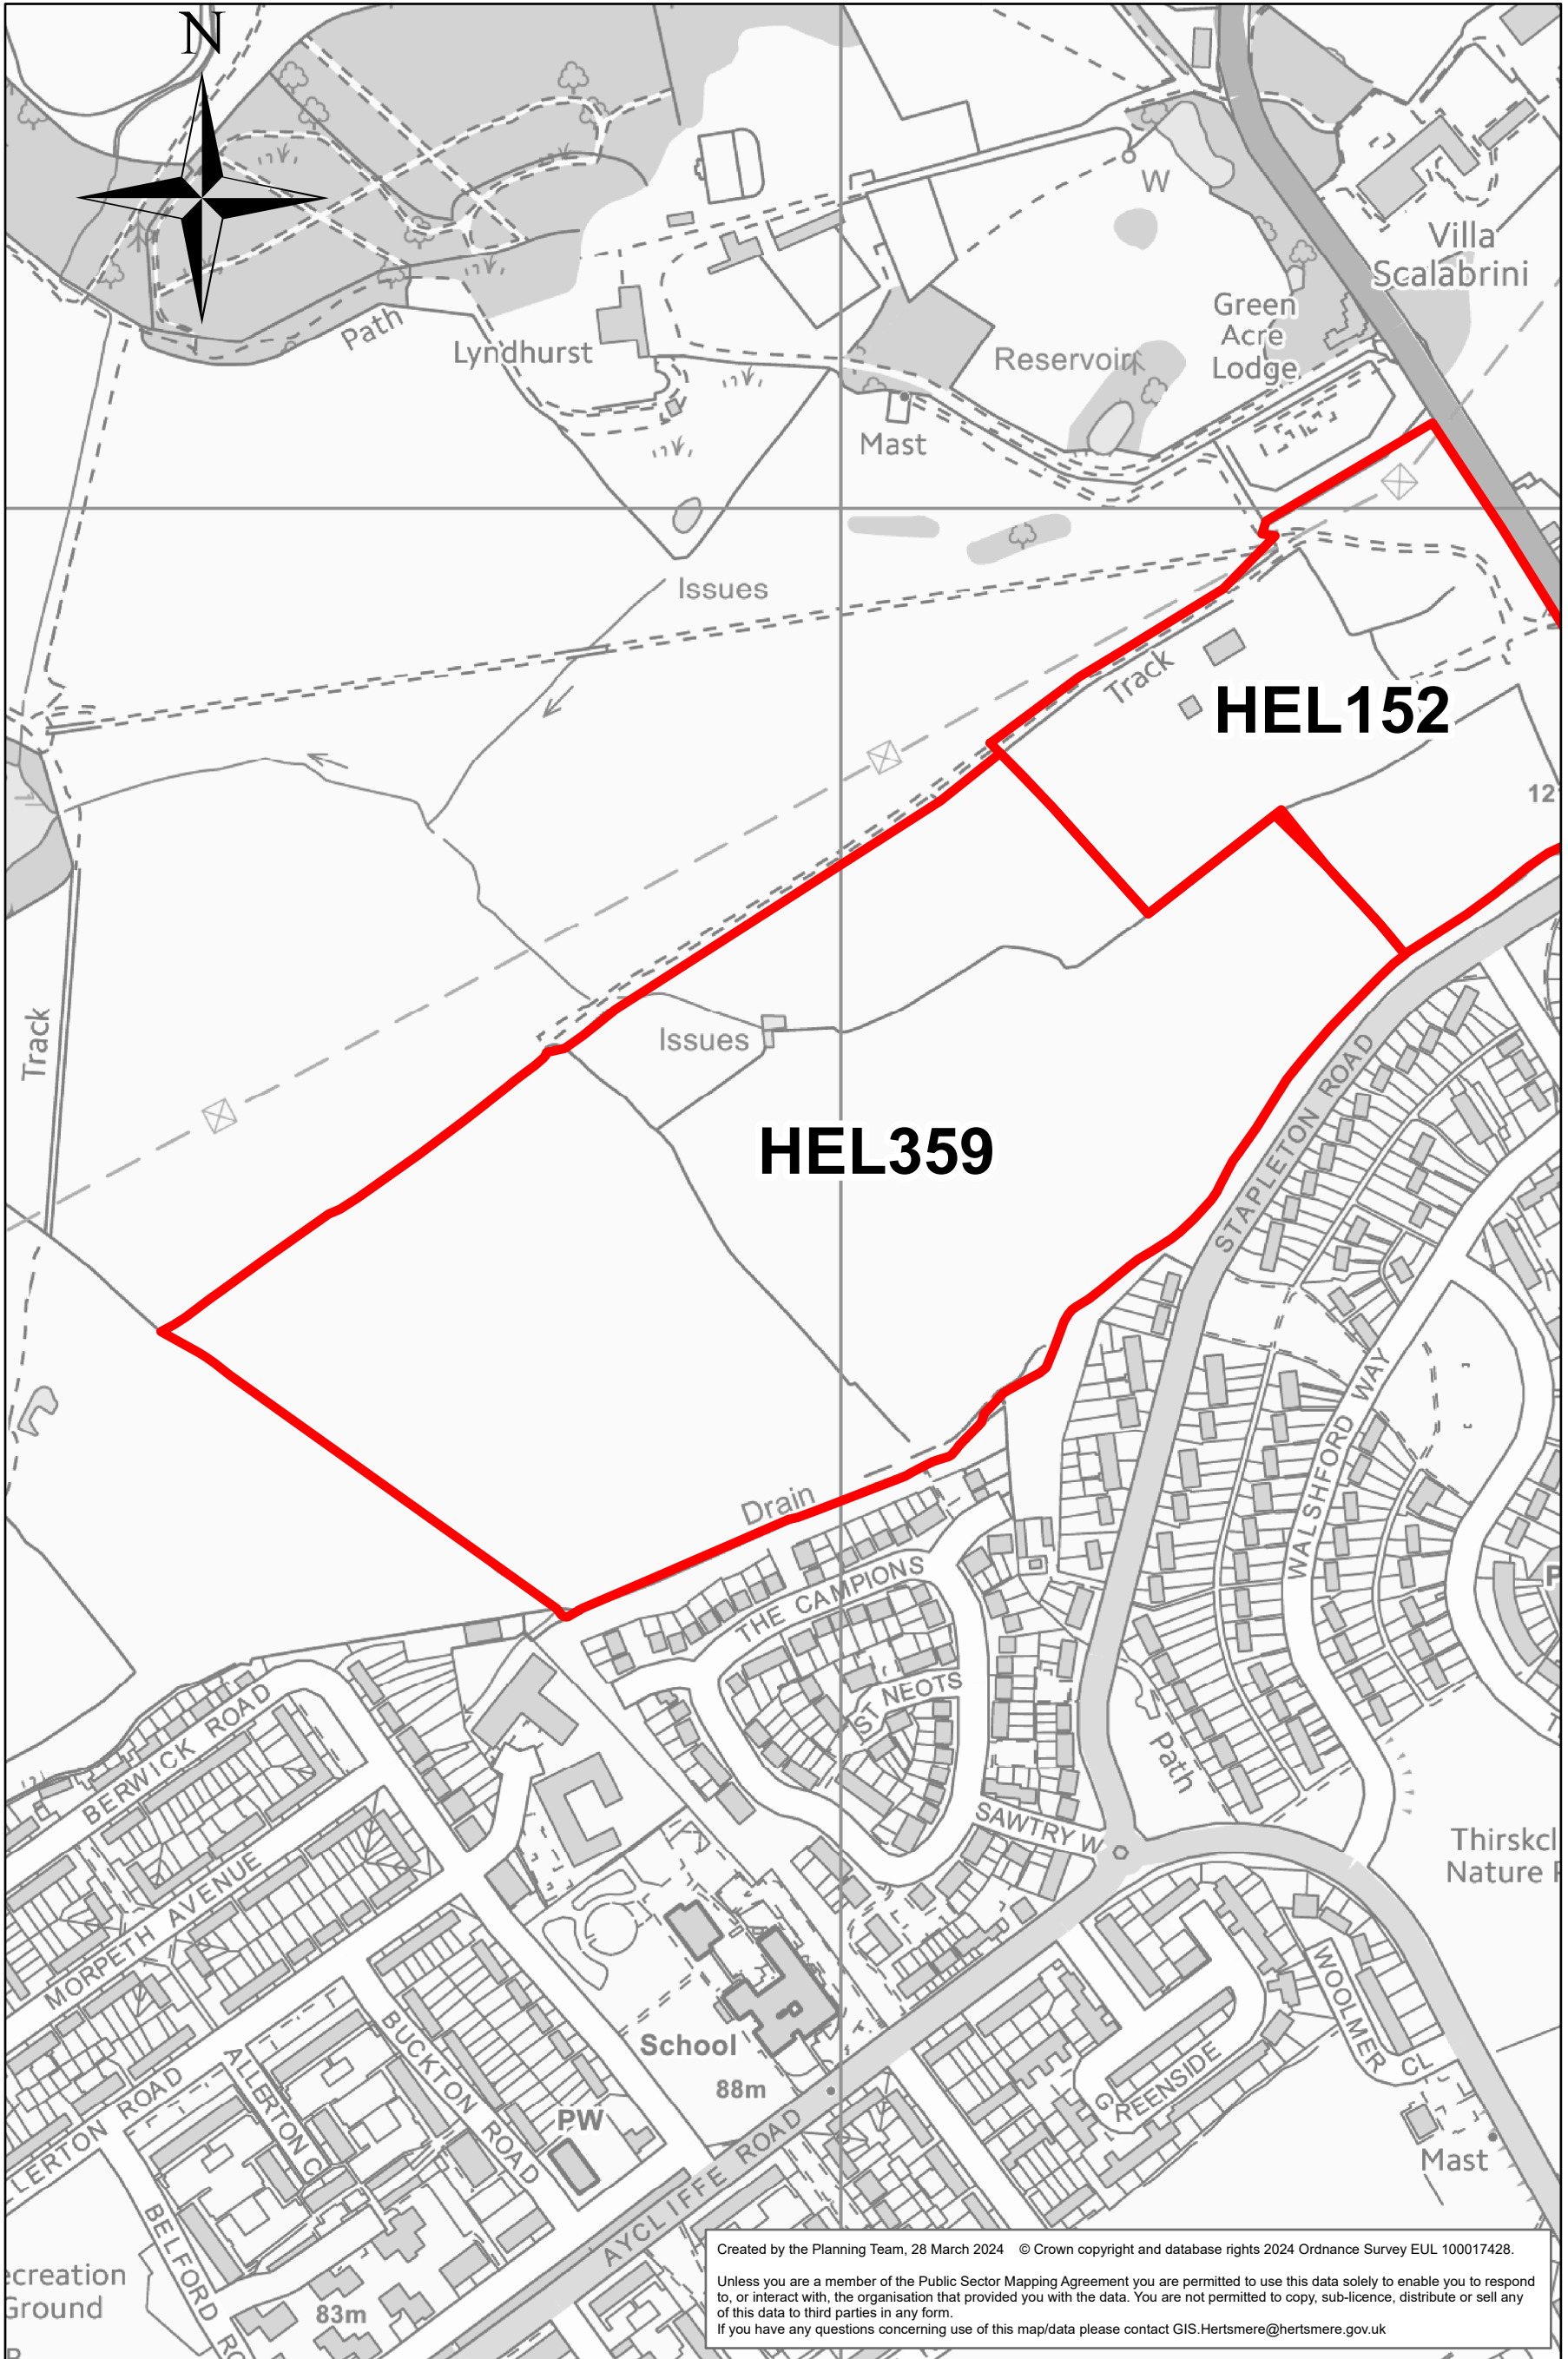 N
W
Villa
Scalabrini
Green
Acre
Lodge
Path
Lyndhurst
Reservoir
Mast
Issues
Track
HEL152
12
Track
Issues
HEL359
STAPLETON ROAD
WALSHFORD WAY
Drain
THE CAMPIONS
ST NEOTS
BERWICK ROAD
Path
SAWTRY W
Thirskcl
Nature
MORPETH AVENUE
WOOLMER CL
School
88m
BUCKTON ROAD
ALLERTON C
LERTON ROAD
GREENSIDE
PW
Mast
AYCLIFFE ROAD
BELFORD RO
ecreation
Ground
83m
Created by the Planning Team, 28 March 2024 © Crown copyright and database rights 2024 Ordnance Survey EUL 100017428.
Unless you are a member of the Public Sector Mapping Agreement you are permitted to use this data solely to enable you to respond
to, or interact with, the organisation that provided you with the data. You are not permitted to copy, sub-licence, distribute or sell any
of this data to third parties in any form.
If you have any questions concerning use of this map/data please contact GIS.Hertsmere@hertsmere.gov.uk